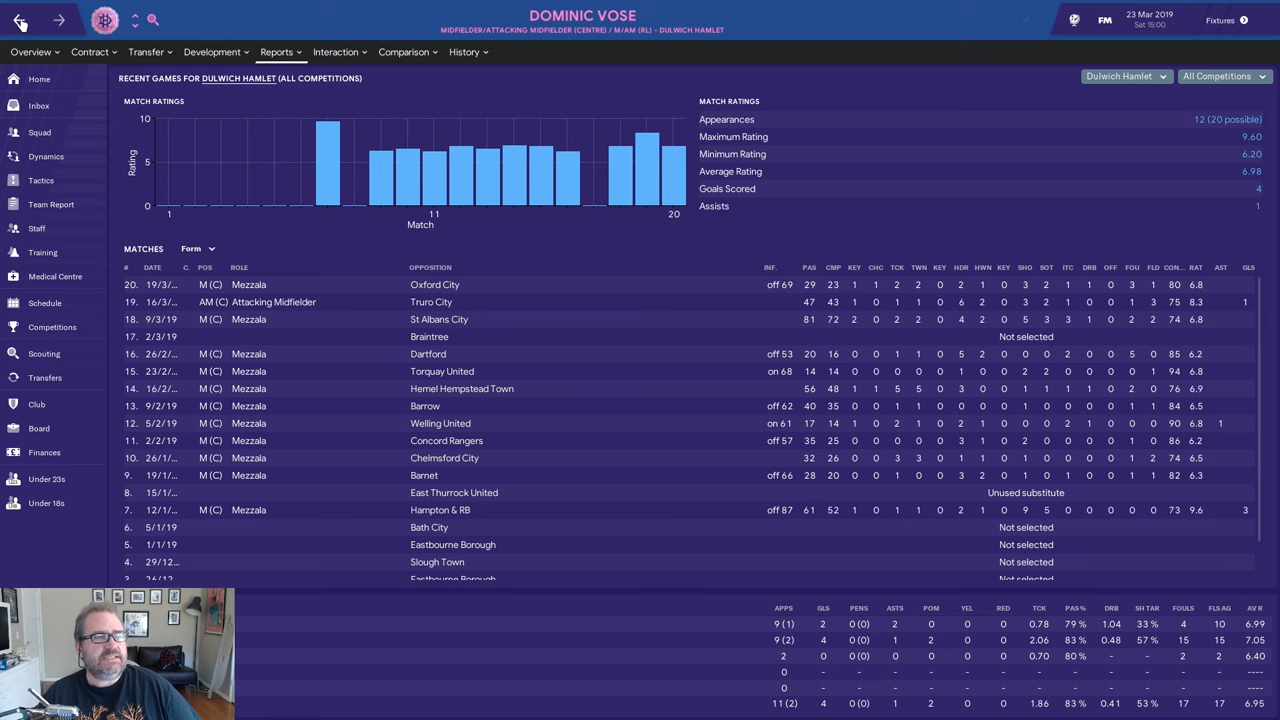 DOMINIC VOSE
MIDFIELDER/ATTACKING MIDFIELDER (CENTRE) / M/AM (RL) - DULWICH HAMLET
FM
23 Mar 2019
Sat 15:00
Fixtures
Overview Contract Transfer Development Reports Interaction Comparison History
Home
Inbox
Squad
Dynamics
Tactics
Team Report
Staff
Training
Medical Centre
Schedule
Competitions
Scouting
Transfers
Club
Board
Finances
Under 23s
Under 18s
RECENT GAMES FOR DULWICH HAMLET (ALL COMPETITIONS)
Dulwich Hamlet All Competitions
MATCH RATINGS
10
5
0
Rating
1 11 20
Match
MATCH RATINGS
Appearances 12 (20 possible)
Maximum Rating 9.60
Minimum Rating 6.20
Average Rating 6.98
Goals Scored 4
Assists 1
MATCHES Form
# DATE C. POS ROLE OPPOSITION INF. PAS CMP KEY CHC TCK TWN KEY HDR HWN KEY SHO SOT ITC DRB OFF FOU FLD CON... RAT AST GLS
20. 19/3/... M (C) Mezzala Oxford City off 69 29 23 1 1 2 2 0 2 1 0 3 2 1 1 0 3 1 80 6.8
19. 16/3/... AM (C) Attacking Midfielder Truro City 47 43 1 0 1 1 0 6 2 0 3 2 1 0 0 1 3 75 8.3 1
18. 9/3/19 M (C) Mezzala St Albans City 81 72 2 0 2 2 0 4 2 0 5 3 3 1 0 2 2 74 6.8
17. 2/3/19 Braintree Not selected
16. 26/2/... M (C) Mezzala Dartford off 53 20 16 0 0 1 1 0 5 2 0 0 0 2 0 0 5 0 85 6.2
15. 23/2/... M (C) Mezzala Torquay United on 68 14 14 0 0 1 1 0 0 0 0 2 2 0 0 0 0 1 94 6.8
14. 16/2/... M (C) Mezzala Hemel Hempstead Town 56 48 1 1 5 5 0 3 0 0 1 1 1 1 0 2 0 76 6.9
13. 9/2/19 M (C) Mezzala Barrow off 62 40 35 0 0 1 1 0 0 0 0 1 0 0 0 0 1 1 84 6.5
12. 5/2/19 M (C) Mezzala Welling United on 61 17 14 1 0 2 1 0 2 1 0 0 0 2 1 0 0 0 90 6.8 1
11. 2/2/19 M (C) Mezzala Concord Rangers off 57 35 25 0 0 0 0 0 3 1 0 2 0 0 0 0 1 0 86 6.2
10. 26/1/... M (C) Mezzala Chelmsford City 32 26 0 0 3 3 0 1 1 0 1 0 0 0 0 1 2 74 6.5
9. 19/1/... M (C) Mezzala Barnet off 66 28 20 0 0 1 0 0 3 2 0 1 0 1 0 0 1 1 82 6.3
8. 15/1/... East Thurrock United Unused substitute
7. 12/1/... M (C) Mezzala Hampton & RB off 87 61 52 1 0 1 1 0 2 1 0 9 5 0 0 0 0 0 73 9.6 3
6. 5/1/19 Bath City Not selected
5. 1/1/19 Eastbourne Borough Not selected
4. 29/12... Slough Town Not selected
3. 26/12... Eastbourne Borough Not selected
APPS GLS PENS ASTS POM YEL RED TCK PAS % DRB SH TAR FOULS FLS AG AV R
9 (1) 2 0 (0) 2 0 0 0 0.78 79 % 1.04 33 % 4 10 6.99
9 (2) 4 0 (0) 1 2 0 0 2.06 83 % 0.48 57 % 15 15 7.05
2 0 0 (0) 0 0 0 0 0.70 80 % - - 2 2 6.40
0 - - - - - - - - - - - - ----
0 - - - - - - - - - - - - ----
11 (2) 4 0 (0) 1 2 0 0 1.86 83 % 0.41 53 % 17 17 6.95